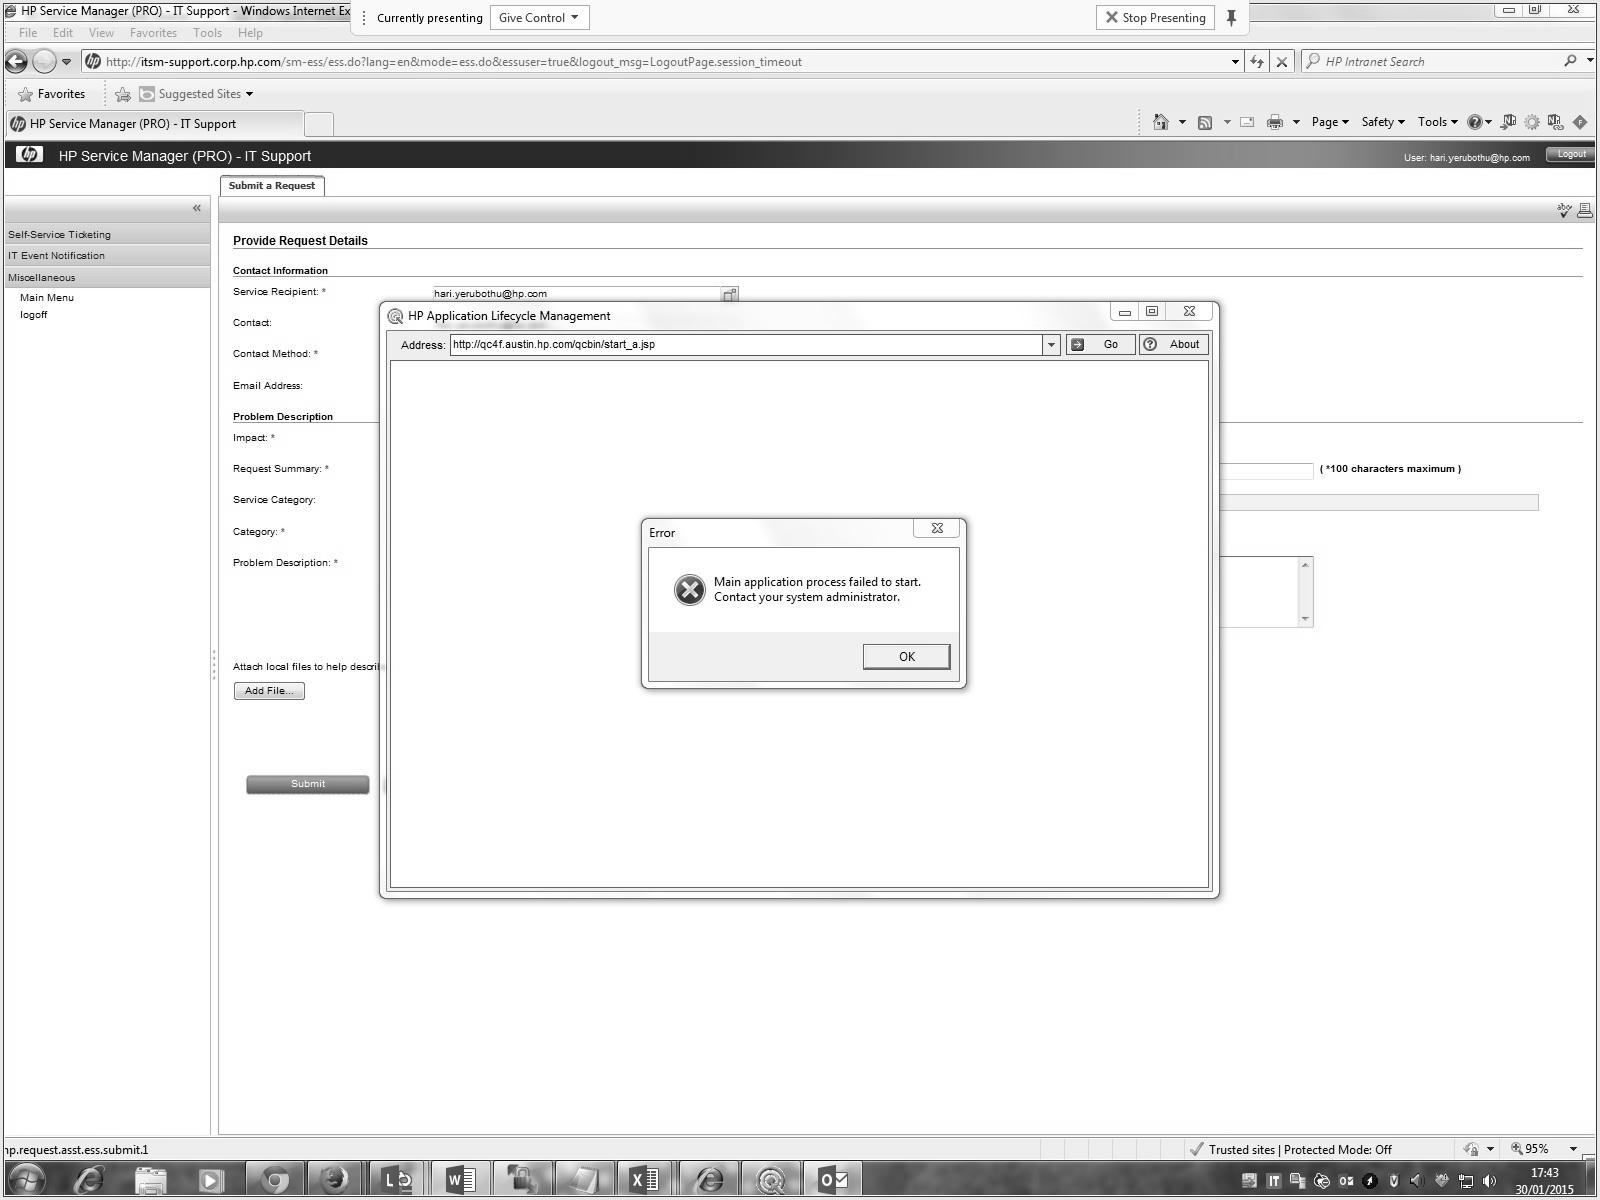 HP Service Manager (PRO) - IT Support - Windows Internet Ex
Currently presenting
Give Control
Stop Presenting
File Edit View Favorites Tools Help
http://itsm-support.corp.hp.com/sm-ess/ess.do?lang=en&mode=ess.do&essuser=true&logout_msg=LogoutPage.session_timeout
HP Intranet Search
Favorites
Suggested Sites
HP Service Manager (PRO) - IT Support
Page Safety Tools
hp HP Service Manager (PRO) - IT Support
User: hari.yerubothu@hp.com
Logout
Submit a Request
«
abc
Self-Service Ticketing
IT Event Notification
Miscellaneous
Main Menu
logoff
Provide Request Details
Contact Information
Service Recipient: *
hari.yerubothu@hp.com
Contact:
Contact Method: *
Email Address:
Problem Description
Impact: *
Request Summary: *
( *100 characters maximum )
Service Category:
Category: *
Problem Description: *
Attach local files to help descri
Add File...
Submit
HP Application Lifecycle Management
Address: http://qc4f.austin.hp.com/qcbin/start_a.jsp
Go
About
Error
Main application process failed to start.
Contact your system administrator.
OK
hp.request.asst.ess.submit.1
Trusted sites | Protected Mode: Off
95%
17:43
30/01/2015